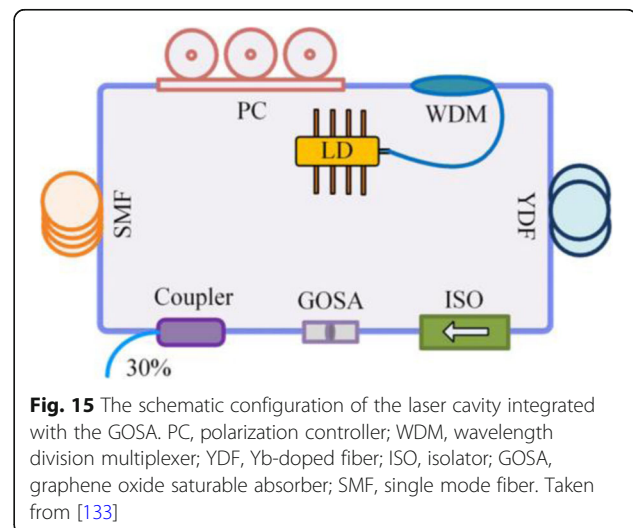 PC
WDM
LD
SMF
YDF
Coupler
GOSA
ISO
30%
Fig. 15 The schematic configuration of the laser cavity integrated
with the GOSA. PC, polarization controller; WDM, wavelength
division multiplexer; YDF, Yb-doped fiber; ISO, isolator; GOSA,
graphene oxide saturable absorber; SMF, single mode fiber. Taken
from [133]